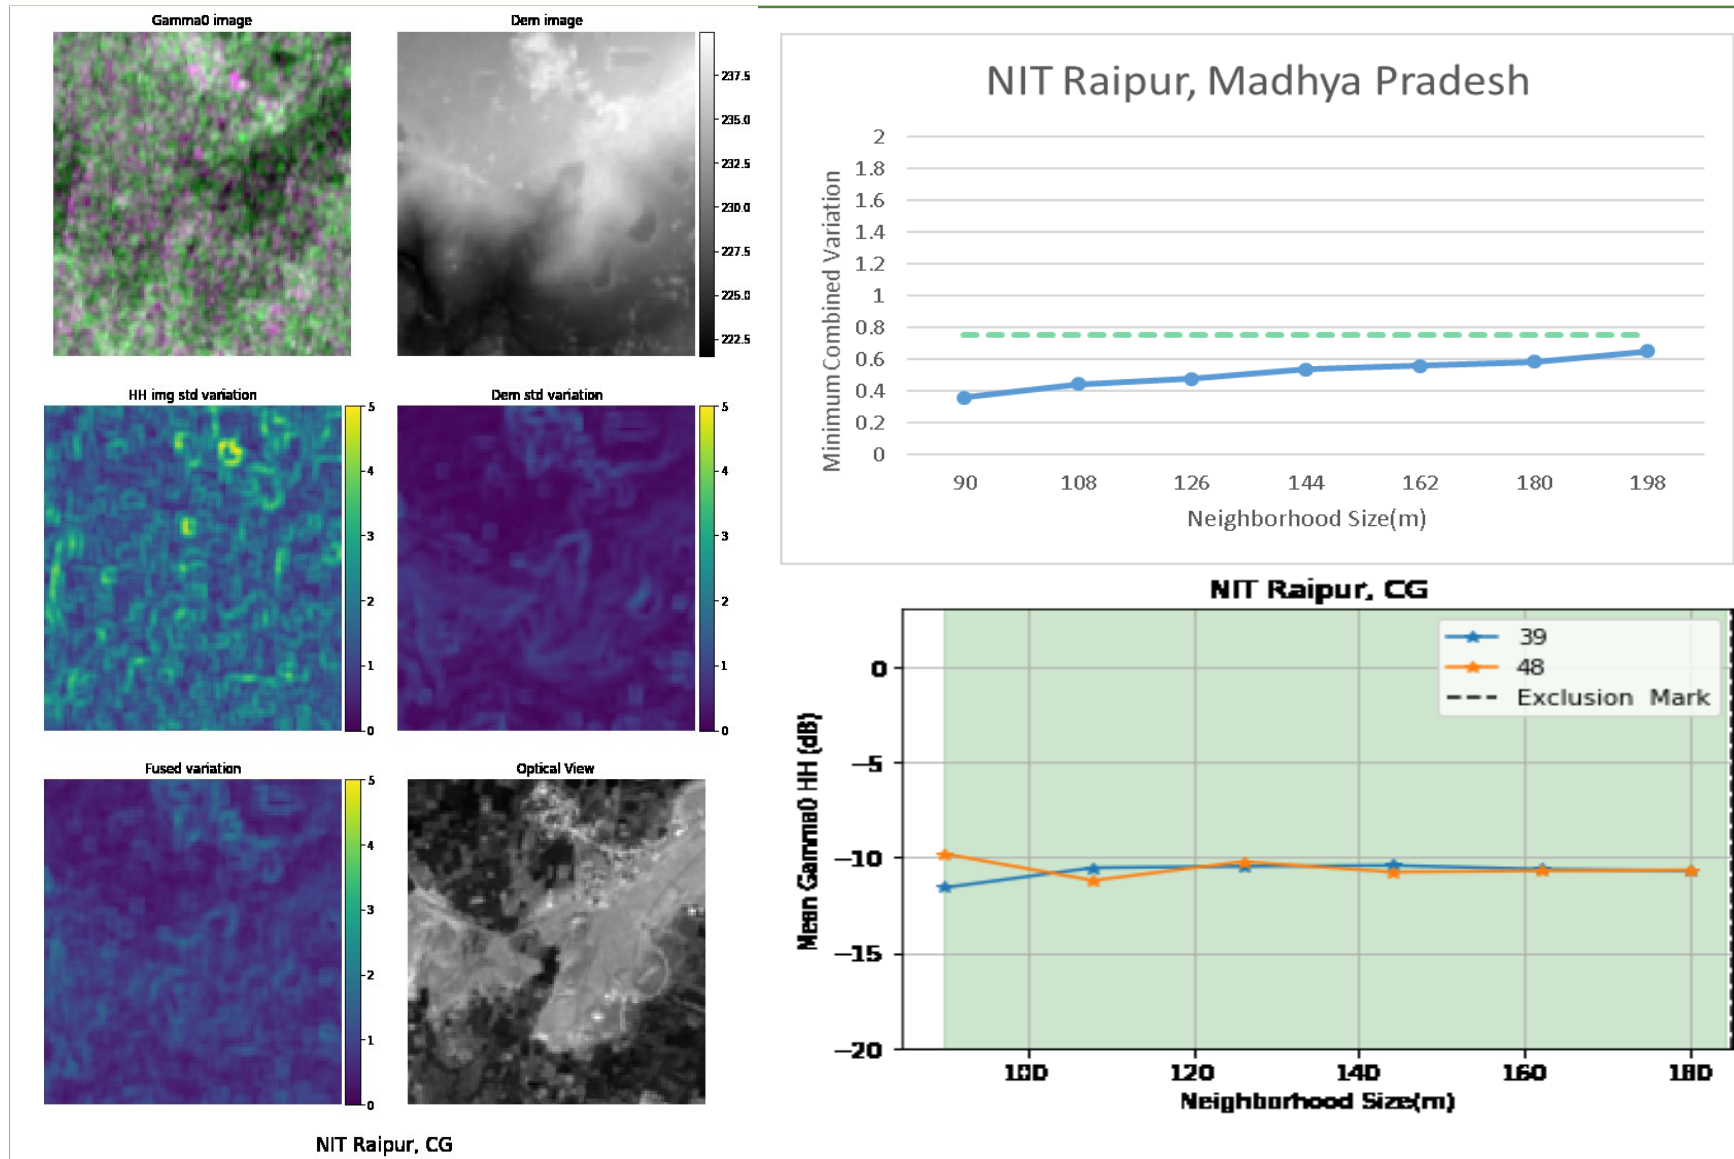 Gamma0 image
Dem image
237.5
235.0
232.5
230.0
227.5
225.0
222.5
HH img std variation
5
4
3
2
1
0
Dem std variation
5
4
3
2
1
0
Fused variation
5
4
3
2
1
0
Optical View
NIT Raipur, CG
NIT Raipur, Madhya Pradesh
Minimum Combined Variation
2
1.8
1.6
1.4
1.2
1
0.8
0.6
0.4
0.2
0
90 108 126 144 162 180 198
Neighborhood Size(m)
NIT Raipur, CG
39
48
Exclusion Mark
Mean Gamma0 HH (dB)
0
−5
−10
−15
−20
100 120 140 160 180
Neighborhood Size(m)